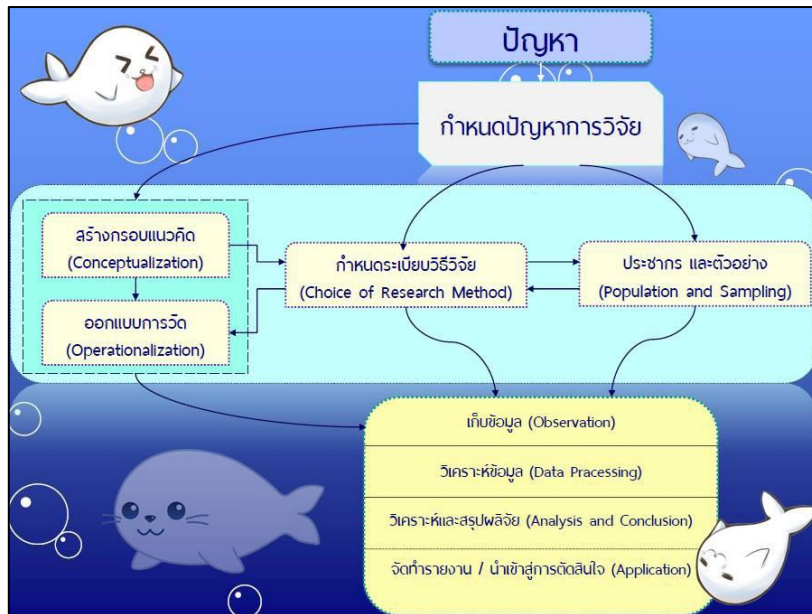 ปัญหา
กำหนดปัญหาการวิจัย
สร้างกรอบแนวคิด
(Conceptualization)
กำหนดระเบียบวิธีวิจัย
(Choice of Research Method)
ประชากร และตัวอย่าง
(Population and Sampling)
ออกแบบการวัด
(Operationalization)
เก็บข้อมูล (Observation)
วิเคราะห์ข้อมูล (Data Pracessing)
วิเคราะห์และสรุปผลิจัย (Analysis and Conclusion)
จัดทำรายงาน / นำเข้าสู่การตัดสินใจ (Application)